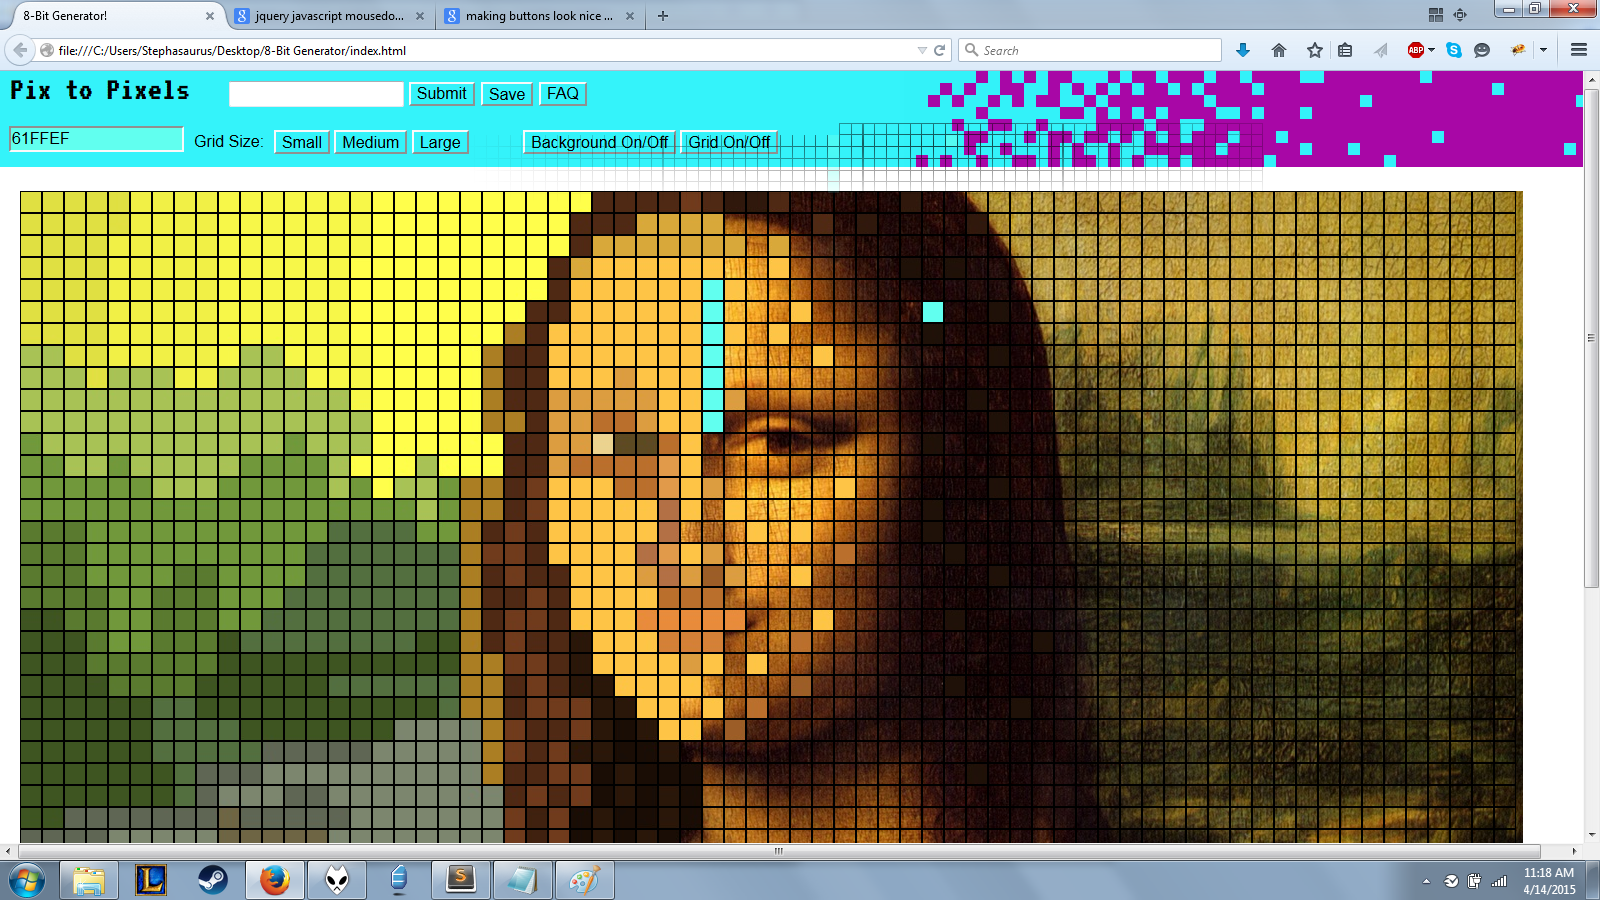 8-Bit Generator!
jquery javascript mousedo...
making buttons look nice ...
file:///C:/Users/Stephasaurus/Desktop/8-Bit Generator/index.html
Search
ABP
Pix to Pixels
Submit
Save
FAQ
61FFEF
Grid Size:
Small
Medium
Large
Background On/Off
Grid On/Off
11:18 AM
4/14/2015